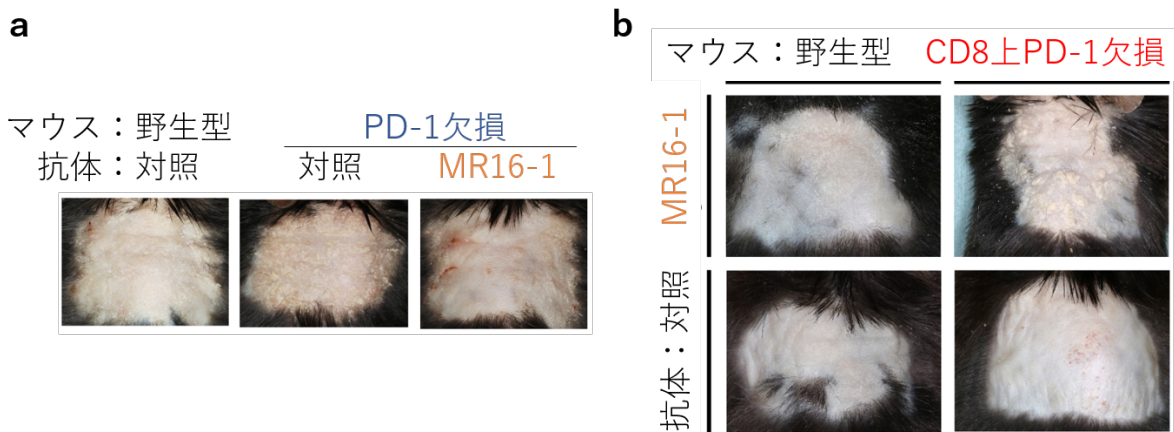 a
マウス：野生型 PD-1欠損
抗体：対照 対照 MR16-1
b
マウス：野生型 CD8上PD-1欠損
MR16-1
抗体：対照